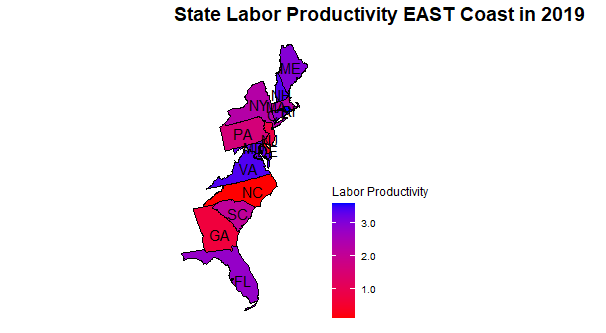 State Labor Productivity EAST Coast in 2019
ME
NY
PA
VA
NC
SC
GA
FL
Labor Productivity
3.0
2.0
1.0